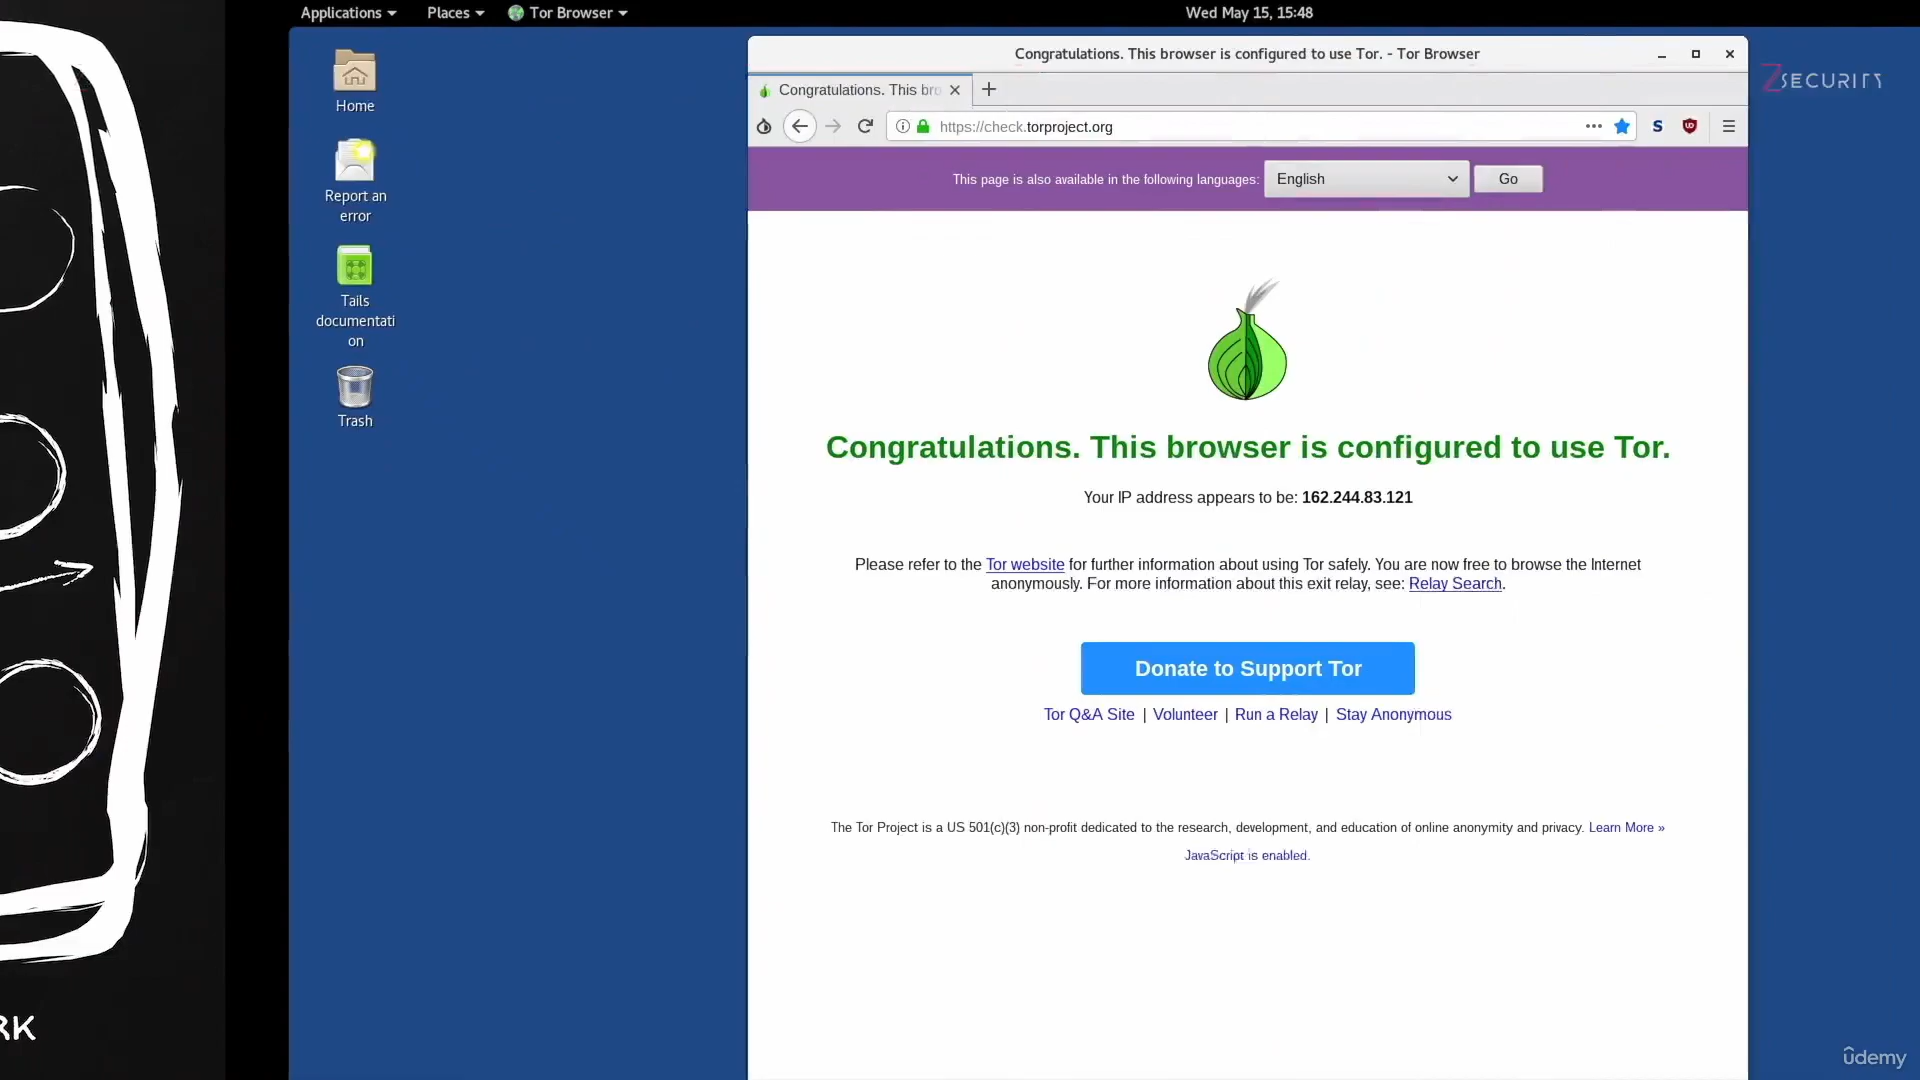 Applications
Places
Tor Browser
Wed May 15, 15:48
Home
Report an
error
Tails
documentati
on
Trash
Congratulations. This browser is configured to use Tor. - Tor Browser
Congratulations. This bro
https://check.torproject.org
S
This page is also available in the following languages:
English
Go
Congratulations. This browser is configured to use Tor.
Your IP address appears to be: 162.244.83.121
Please refer to the Tor website for further information about using Tor safely. You are now free to browse the Internet
anonymously. For more information about this exit relay, see: Relay Search.
Donate to Support Tor
Tor Q&A Site | Volunteer | Run a Relay | Stay Anonymous
The Tor Project is a US 501(c)(3) non-profit dedicated to the research, development, and education of online anonymity and privacy. Learn More »
JavaScript is enabled.
ZSECURITY
RK
ûdemy